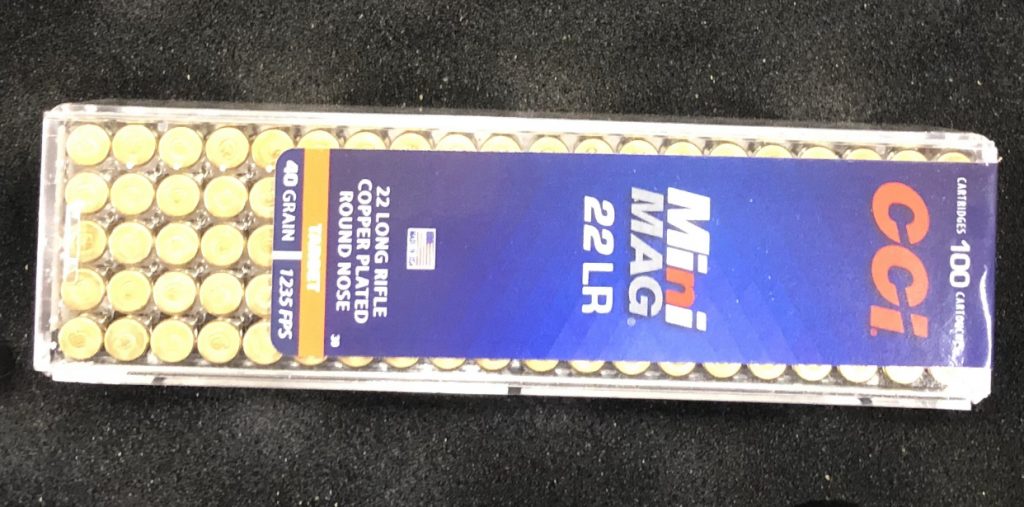 CARTRIDGES 100
CCI
Mini
MAG®
22 LR
22 LONG RIFLE
COPPER PLATED
ROUND NOSE
TARGET
40 GRAIN | 1235 FPS